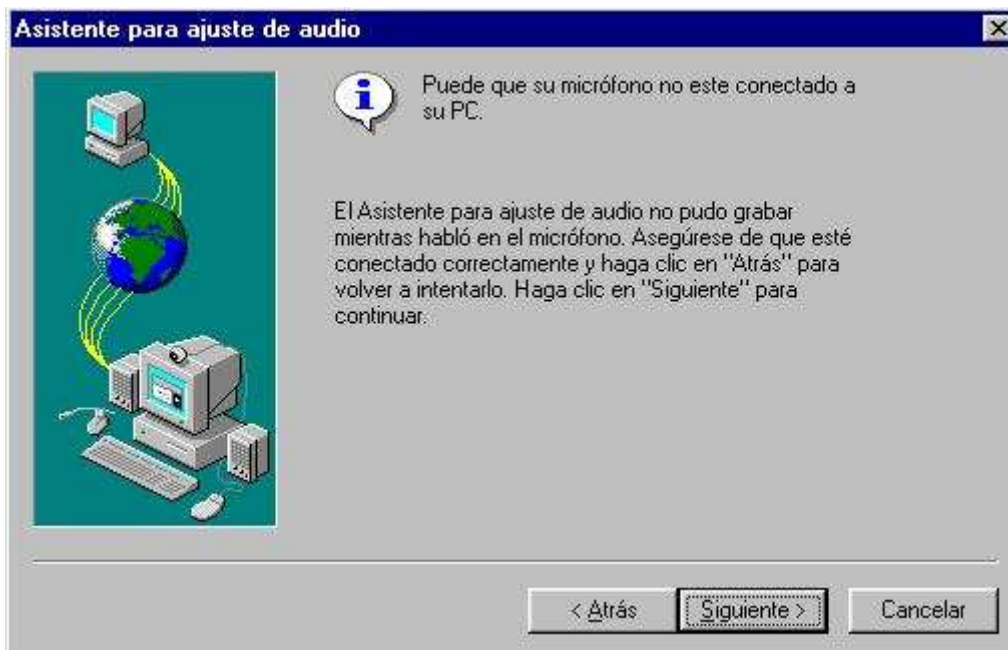 Asistente para ajuste de audio
Puede que su micrófono no este conectado a
su PC.
El Asistente para ajuste de audio no pudo grabar
mientras habló en el micrófono. Asegúrese de que esté
conectado correctamente y haga clic en "Atrás" para
volver a intentarlo. Haga clic en "Siguiente" para
continuar.
< Atrás
Siguiente >
Cancelar